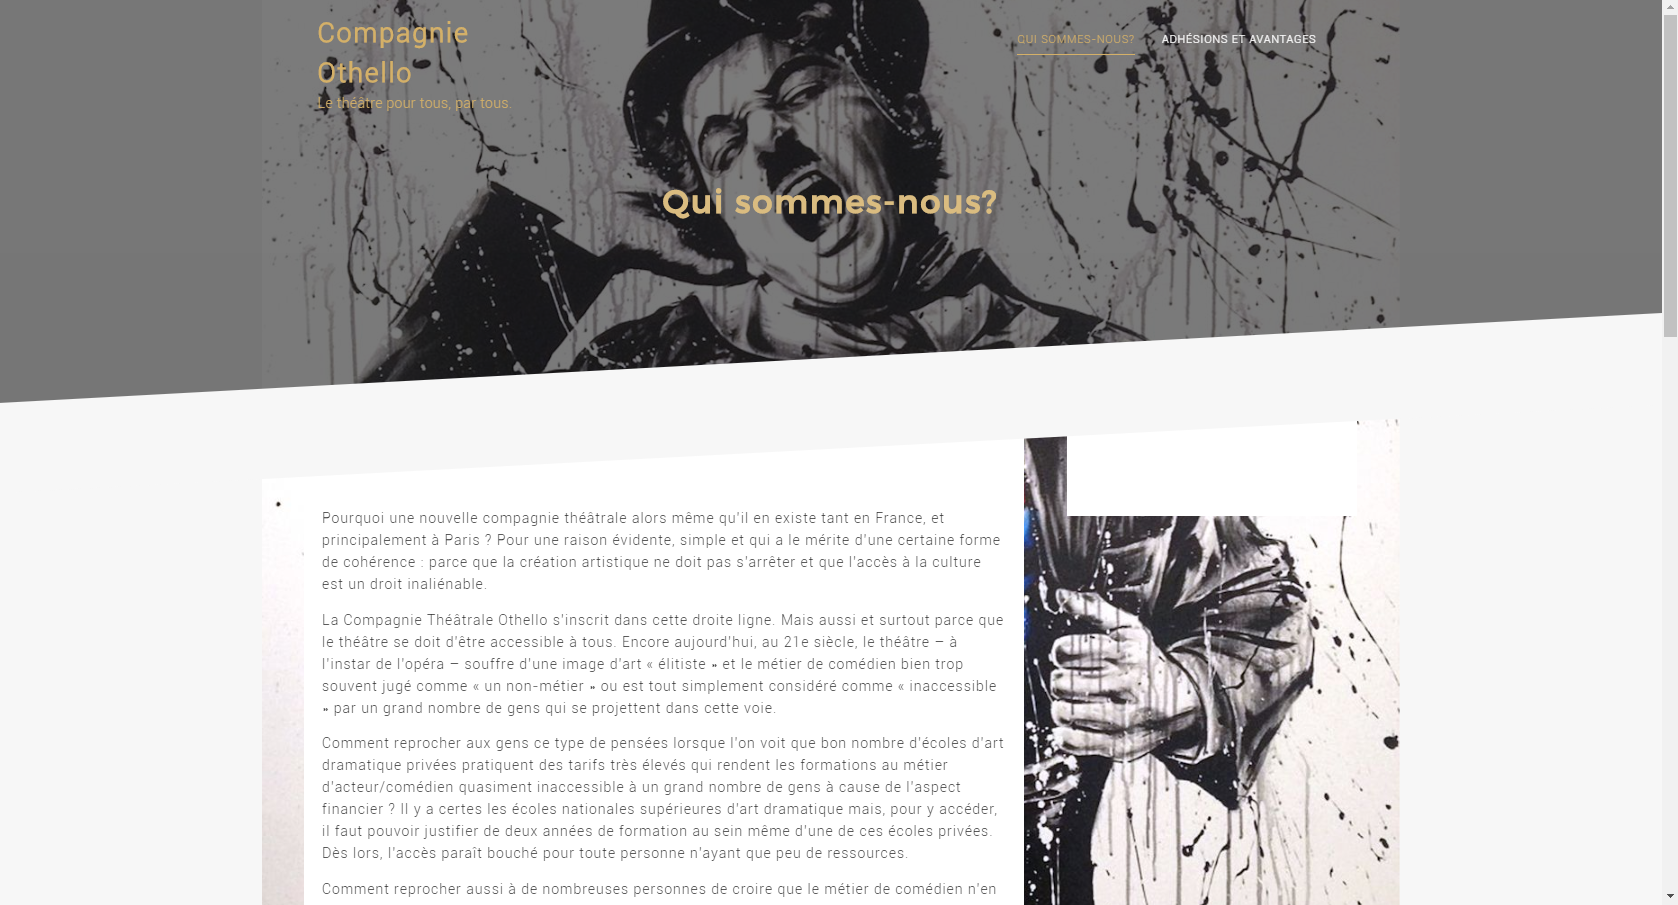 Compagnie
Othello
Le théâtre pour tous, par tous.
QUI SOMMES-NOUS?
ADHÉSIONS ET AVANTAGES
Qui sommes-nous?
Pourquoi une nouvelle compagnie théâtrale alors même qu'il en existe tant en France, et
principalement à Paris ? Pour une raison évidente, simple et qui a le mérite d'une certaine forme
de cohérence : parce que la création artistique ne doit pas s'arrêter et que l'accès à la culture
est un droit inaliénable.
La Compagnie Théâtrale Othello s'inscrit dans cette droite ligne. Mais aussi et surtout parce que
le théâtre se doit d'être accessible à tous. Encore aujourd'hui, au 21e siècle, le théâtre – à
l'instar de l'opéra – souffre d'une image d'art « élitiste » et le métier de comédien bien trop
souvent jugé comme « un non-métier » ou est tout simplement considéré comme « inaccessible
» par un grand nombre de gens qui se projettent dans cette voie.
Comment reprocher aux gens ce type de pensées lorsque l'on voit que bon nombre d'écoles d'art
dramatique privées pratiquent des tarifs très élevés qui rendent les formations au métier
d'acteur/comédien quasiment inaccessible à un grand nombre de gens à cause de l'aspect
financier ? Il y a certes les écoles nationales supérieures d'art dramatique mais, pour y accéder,
il faut pouvoir justifier de deux années de formation au sein même d'une de ces écoles privées.
Dès lors, l'accès paraît bouché pour toute personne n'ayant que peu de ressources.
Comment reprocher aussi à de nombreuses personnes de croire que le métier de comédien n'en